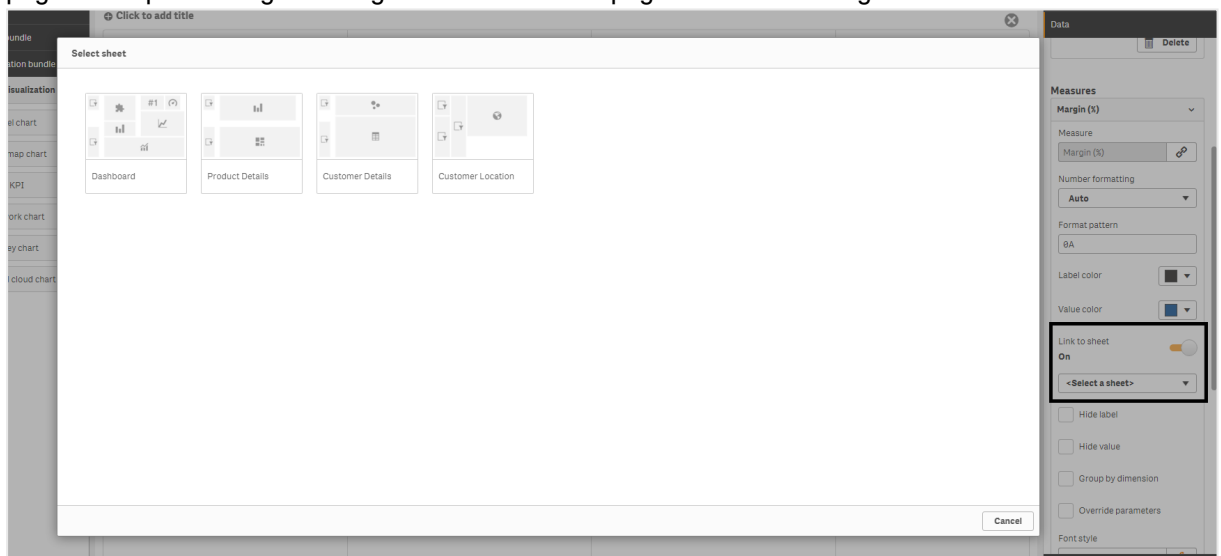 Click to add title
Data
undle
ation bundle
isualization
el chart
map chart
KPI
ork chart
ey chart
l cloud chart
Select sheet
#1
Dashboard
Product Details
Customer Details
Customer Location
Cancel
Delete
Measures
Margin (%)
Measure
Margin (%)
Number formatting
Auto
Format pattern
0A
Label color
Value color
Link to sheet
On
<Select a sheet>
Hide label
Hide value
Group by dimension
Override parameters
Font style